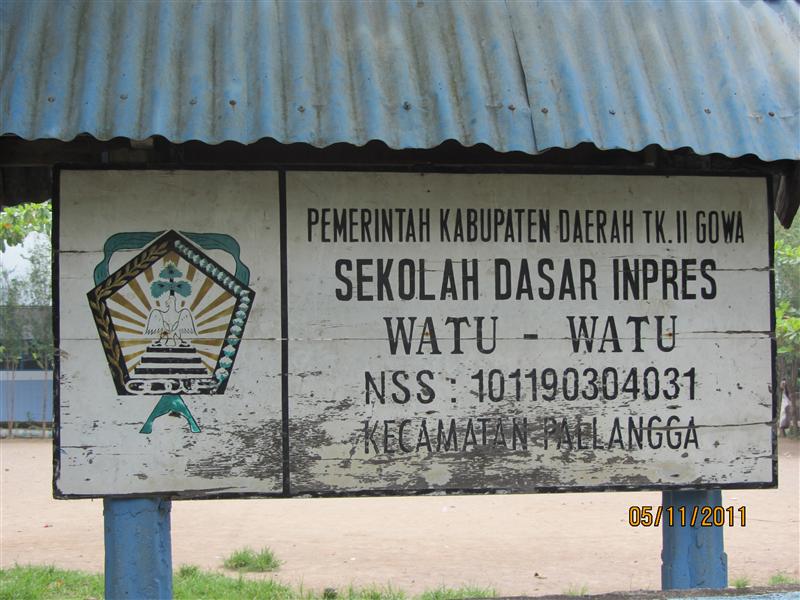 PEMERINTAH KABUPATEN DAERAH TK. II GOWA
SEKOLAH DASAR INPRES
WATU - WATU
NSS : 101190304031
KECAMATAN PALLANGGA
05/11/2011